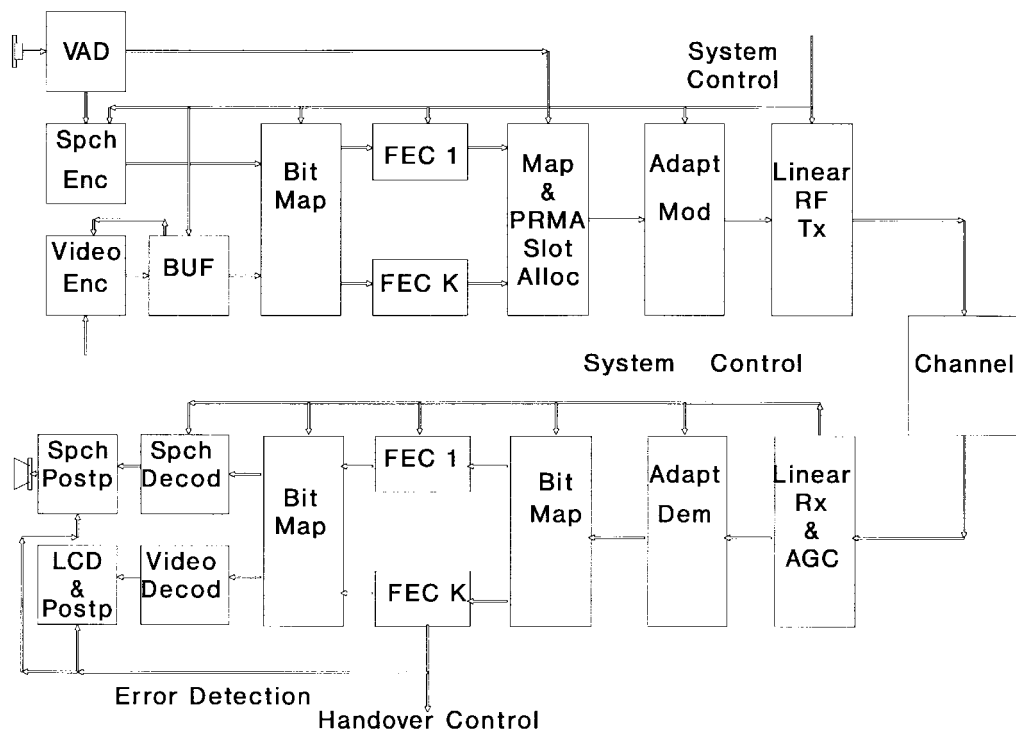 VAD
System
Control
Spch
Enc
Bit
Map
FEC 1
Map
&
PRMA
Slot
Alloc
Adapt
Mod
Linear
RF
Tx
Video
Enc
BUF
FEC K
System Control
Channel
Spch
Postp
Spch
Decod
Bit
Map
FEC 1
Bit
Map
Adapt
Dem
Linear
Rx
&
AGC
LCD
&
Postp
Video
Decod
FEC K
Error Detection
Handover Control